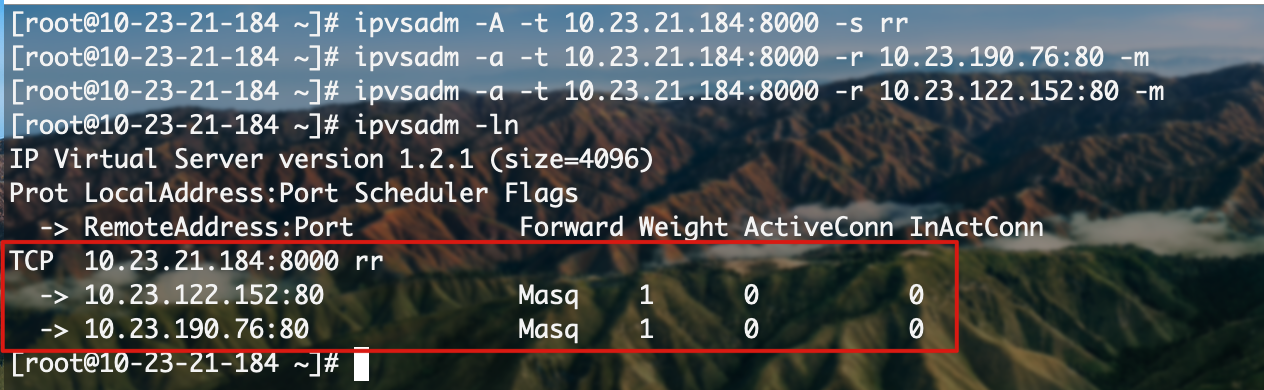 [root@10-23-21-184 ~]# ipvsadm -A -t 10.23.21.184:8000 -s rr
[root@10-23-21-184 ~]# ipvsadm -a -t 10.23.21.184:8000 -r 10.23.190.76:80 -m
[root@10-23-21-184 ~]# ipvsadm -a -t 10.23.21.184:8000 -r 10.23.122.152:80 -m
[root@10-23-21-184 ~]# ipvsadm -ln
IP Virtual Server version 1.2.1 (size=4096)
Prot LocalAddress:Port Scheduler Flags
  -> RemoteAddress:Port           Forward Weight ActiveConn InActConn
TCP  10.23.21.184:8000 rr
  -> 10.23.122.152:80             Masq    1      0          0
  -> 10.23.190.76:80              Masq    1      0          0
[root@10-23-21-184 ~]#